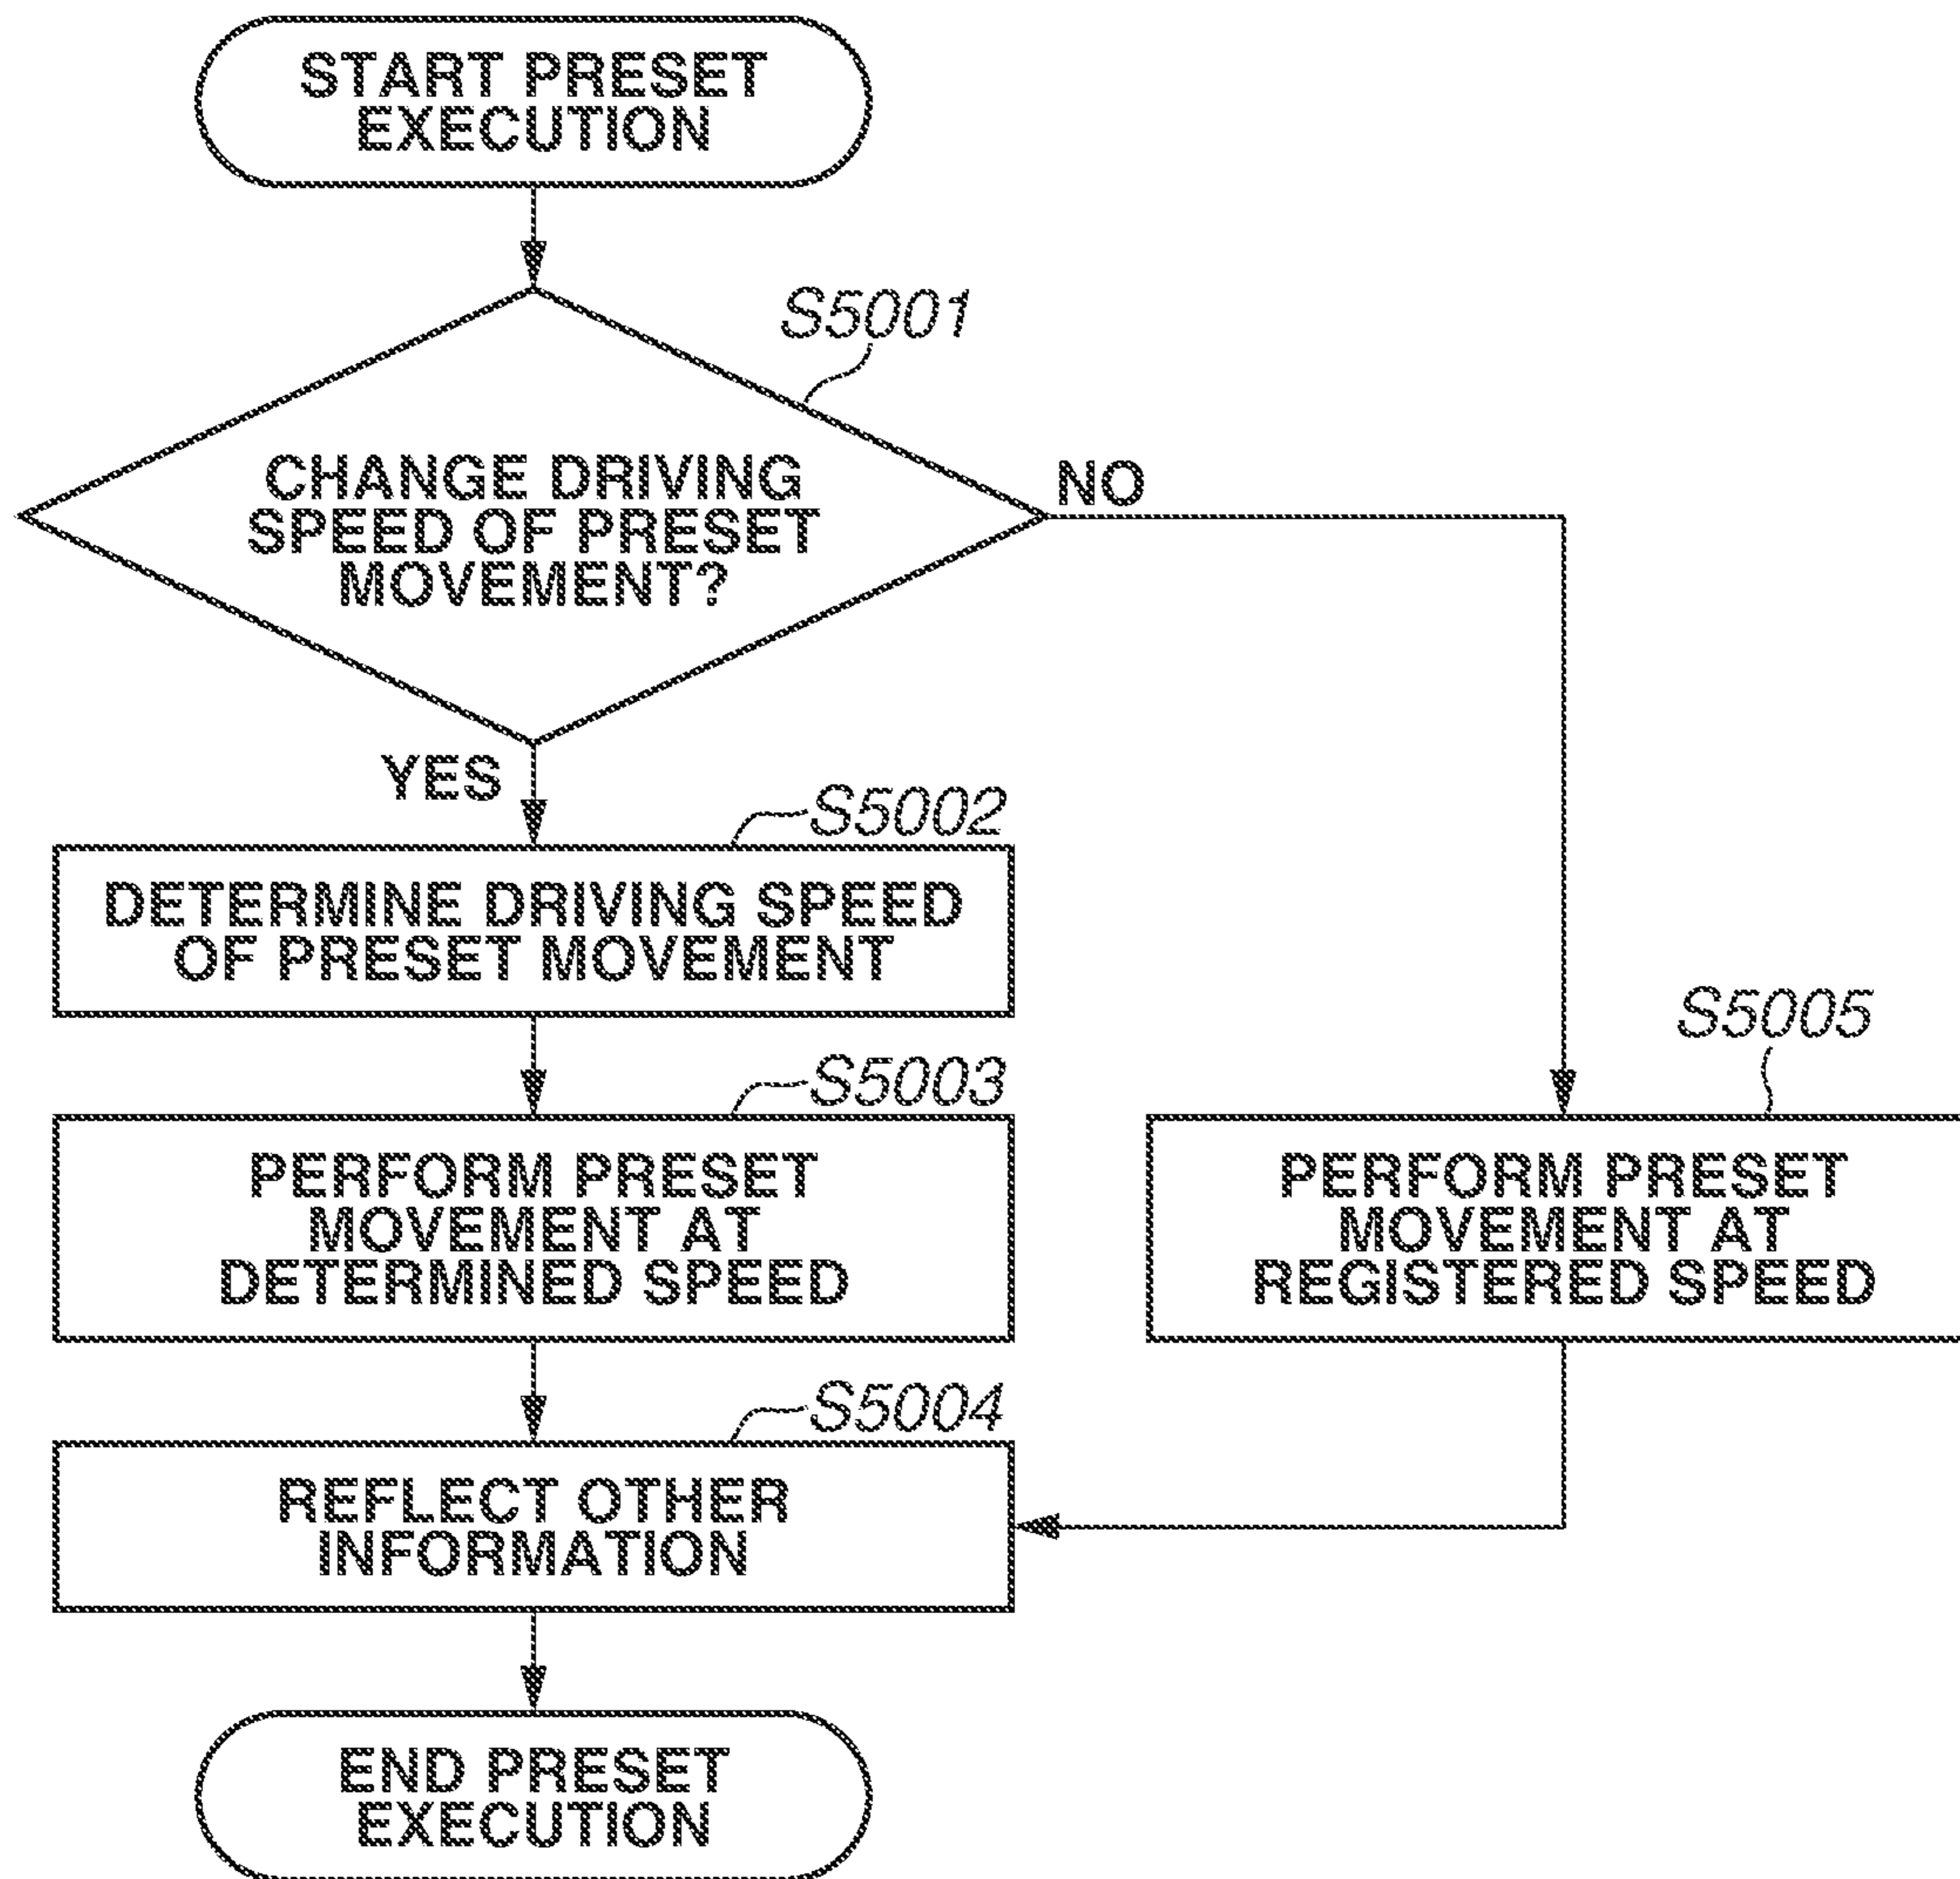 START PRESET
EXECUTION
S5001
CHANGE DRIVING
SPEED OF PRESET
MOVEMENT?
NO
YES
S5002
DETERMINE DRIVING SPEED
OF PRESET MOVEMENT
S5003
PERFORM PRESET
MOVEMENT AT
DETERMINED SPEED
S5005
PERFORM PRESET
MOVEMENT AT
REGISTERED SPEED
S5004
REFLECT OTHER
INFORMATION
END PRESET
EXECUTION